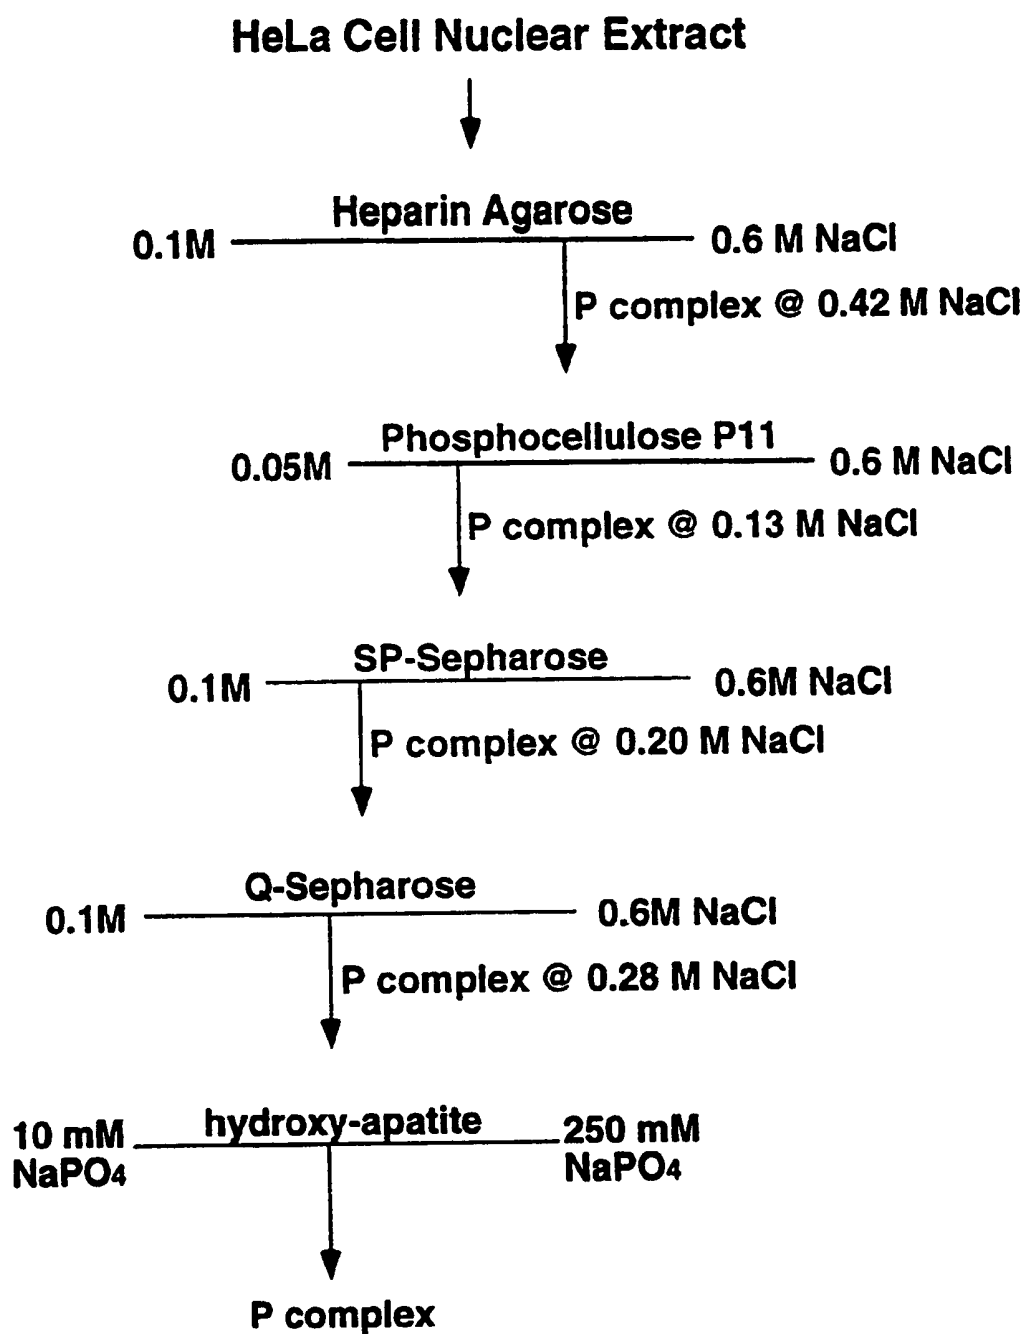 HeLa Cell Nuclear Extract
Heparin Agarose
0.1M
0.6 M NaCl
P complex @ 0.42 M NaCl
Phosphocellulose P11
0.05M
0.6 M NaCl
P complex @ 0.13 M NaCl
SP-Sepharose
0.1M
0.6M NaCl
P complex @ 0.20 M NaCl
Q-Sepharose
0.1M
0.6M NaCl
P complex @ 0.28 M NaCl
hydroxy-apatite
10 mM
NaPO4
250 mM
NaPO4
P complex